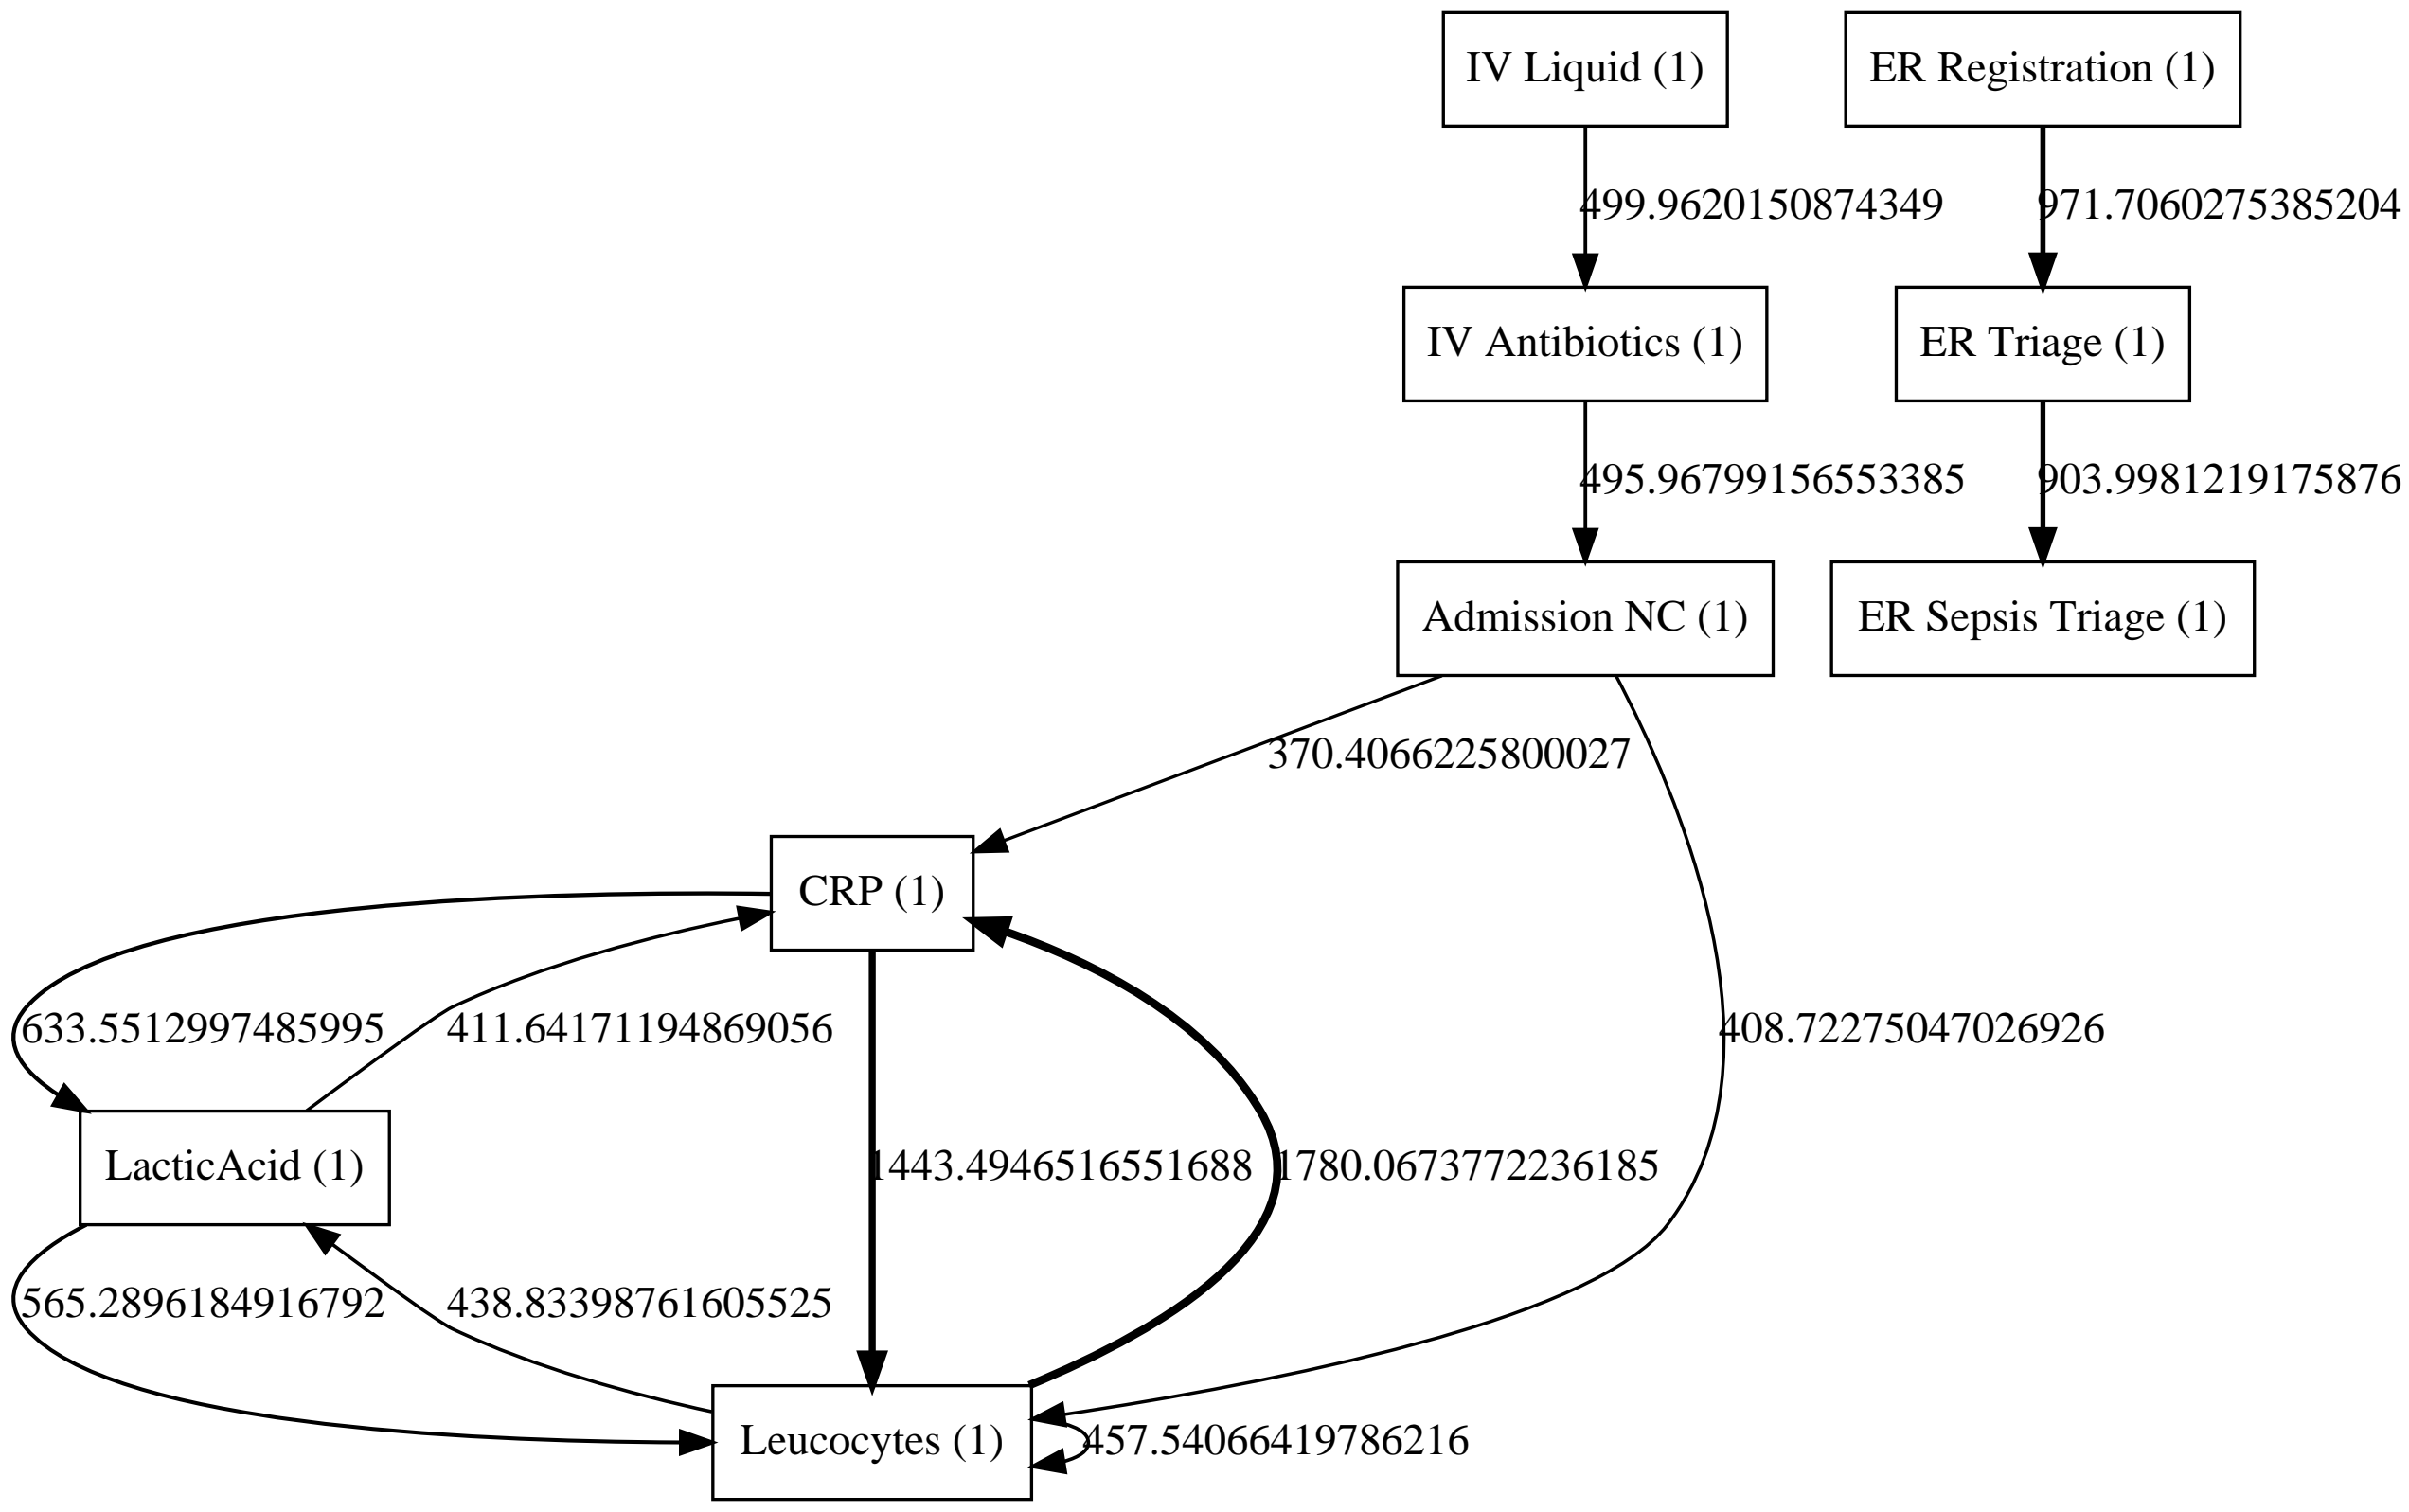 IV Liquid (1)
ER Registration (1)
499.9620150874349
971.7060275385204
IV Antibiotics (1)
ER Triage (1)
495.96799156553385
903.9981219175876
Admission NC (1)
ER Sepsis Triage (1)
370.4066225800027
CRP (1)
633.5512997485995
411.64171194869056
408.72275047026926
LacticAcid (1)
1443.4946516551688
1780.0673772236185
565.2896184916792
438.83398761605525
Leucocytes (1)
457.54066419786216